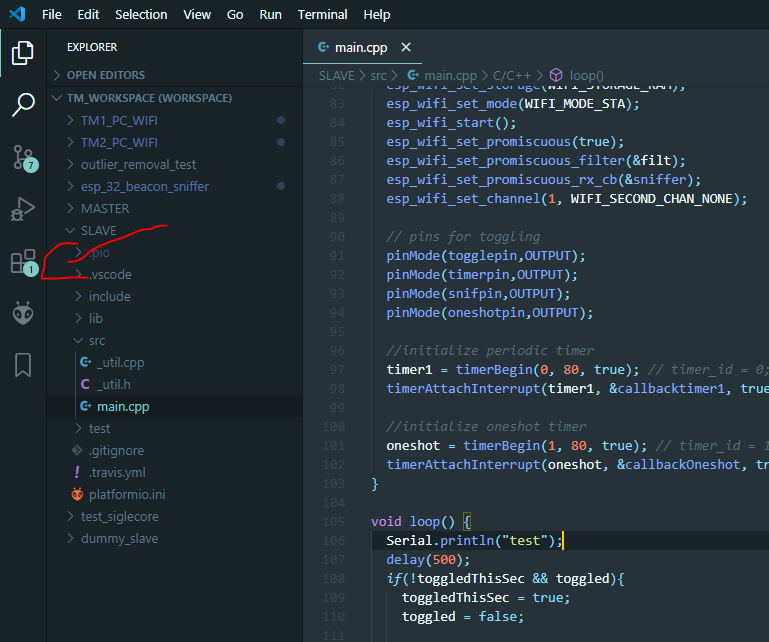 File Edit Selection View Go Run Terminal Help
EXPLORER
OPEN EDITORS
TM_WORKSPACE (WORKSPACE)
TM1_PC_WIFI
TM2_PC_WIFI
outlier_removal_test
esp_32_beacon_sniffer
MASTER
SLAVE
.pio
.vscode
include
lib
src
_util.cpp
_util.h
main.cpp
test
.gitignore
.travis.yml
platformio.ini
test_siglecore
dummy_slave
7
1
main.cpp
SLAVE > src > main.cpp > C/C++ > loop()
82 esp_wifi_set_storage(WIFI_STORAGE_RAM);
83 esp_wifi_set_mode(WIFI_MODE_STA);
84 esp_wifi_start();
85 esp_wifi_set_promiscuous(true);
86 esp_wifi_set_promiscuous_filter(&filt);
87 esp_wifi_set_promiscuous_rx_cb(&sniffer);
88 esp_wifi_set_channel(1, WIFI_SECOND_CHAN_NONE);
89
90 // pins for toggling
91 pinMode(togglepin,OUTPUT);
92 pinMode(timerpin,OUTPUT);
93 pinMode(snifpin,OUTPUT);
94 pinMode(oneshotpin,OUTPUT);
95
96 //initialize periodic timer
97 timer1 = timerBegin(0, 80, true); // timer_id = 0;
98 timerAttachInterrupt(timer1, &callbacktimer1, true
99
100 //initialize oneshot timer
101 oneshot = timerBegin(1, 80, true); // timer_id = 1
102 timerAttachInterrupt(oneshot, &callbackOneshot, tr
103 }
104
105 void loop() {
106 Serial.println("test");
107 delay(500);
108 if(!toggledThisSec && toggled){
109 toggledThisSec = true;
110 toggled = false;
111